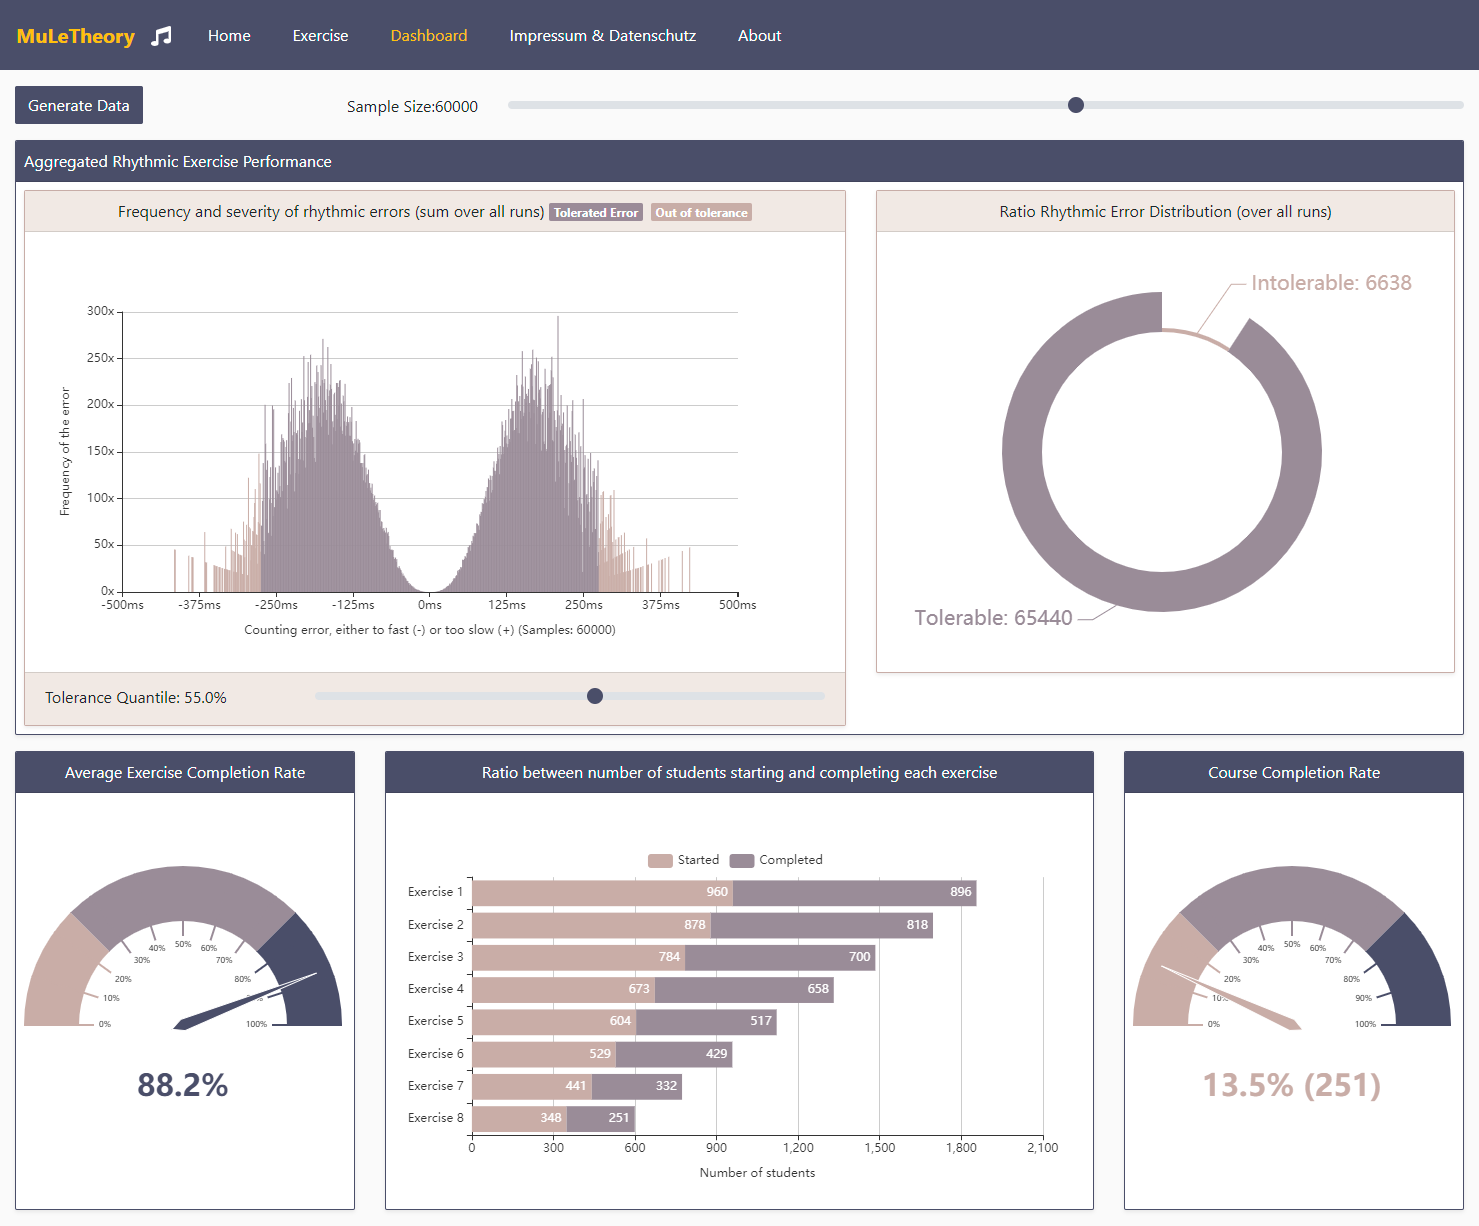 MuLeTheory Home Exercise Dashboard Impressum & Datenschutz About
Generate Data
Sample Size:60000
Aggregated Rhythmic Exercise Performance
Frequency and severity of rhythmic errors (sum over all runs) Tolerated Error Out of tolerance
Frequency of the error
300x
250x
200x
150x
100x
50x
0x
-500ms -375ms -250ms -125ms 0ms 125ms 250ms 375ms 500ms
Counting error, either to fast (-) or too slow (+) (Samples: 60000)
Tolerance Quantile: 55.0%
Ratio Rhythmic Error Distribution (over all runs)
Intolerable: 6638
Tolerable: 65440
Average Exercise Completion Rate
0%
10%
20%
30%
40%
50%
60%
70%
80%
100%
88.2%
Ratio between number of students starting and completing each exercise
Started Completed
Exercise 1 960 896
Exercise 2 878 818
Exercise 3 784 700
Exercise 4 673 658
Exercise 5 604 517
Exercise 6 529 429
Exercise 7 441 332
Exercise 8 348 251
0 300 600 900 1,200 1,500 1,800 2,100
Number of students
Course Completion Rate
0%
10%
20%
30%
40%
50%
60%
70%
80%
90%
100%
13.5% (251)